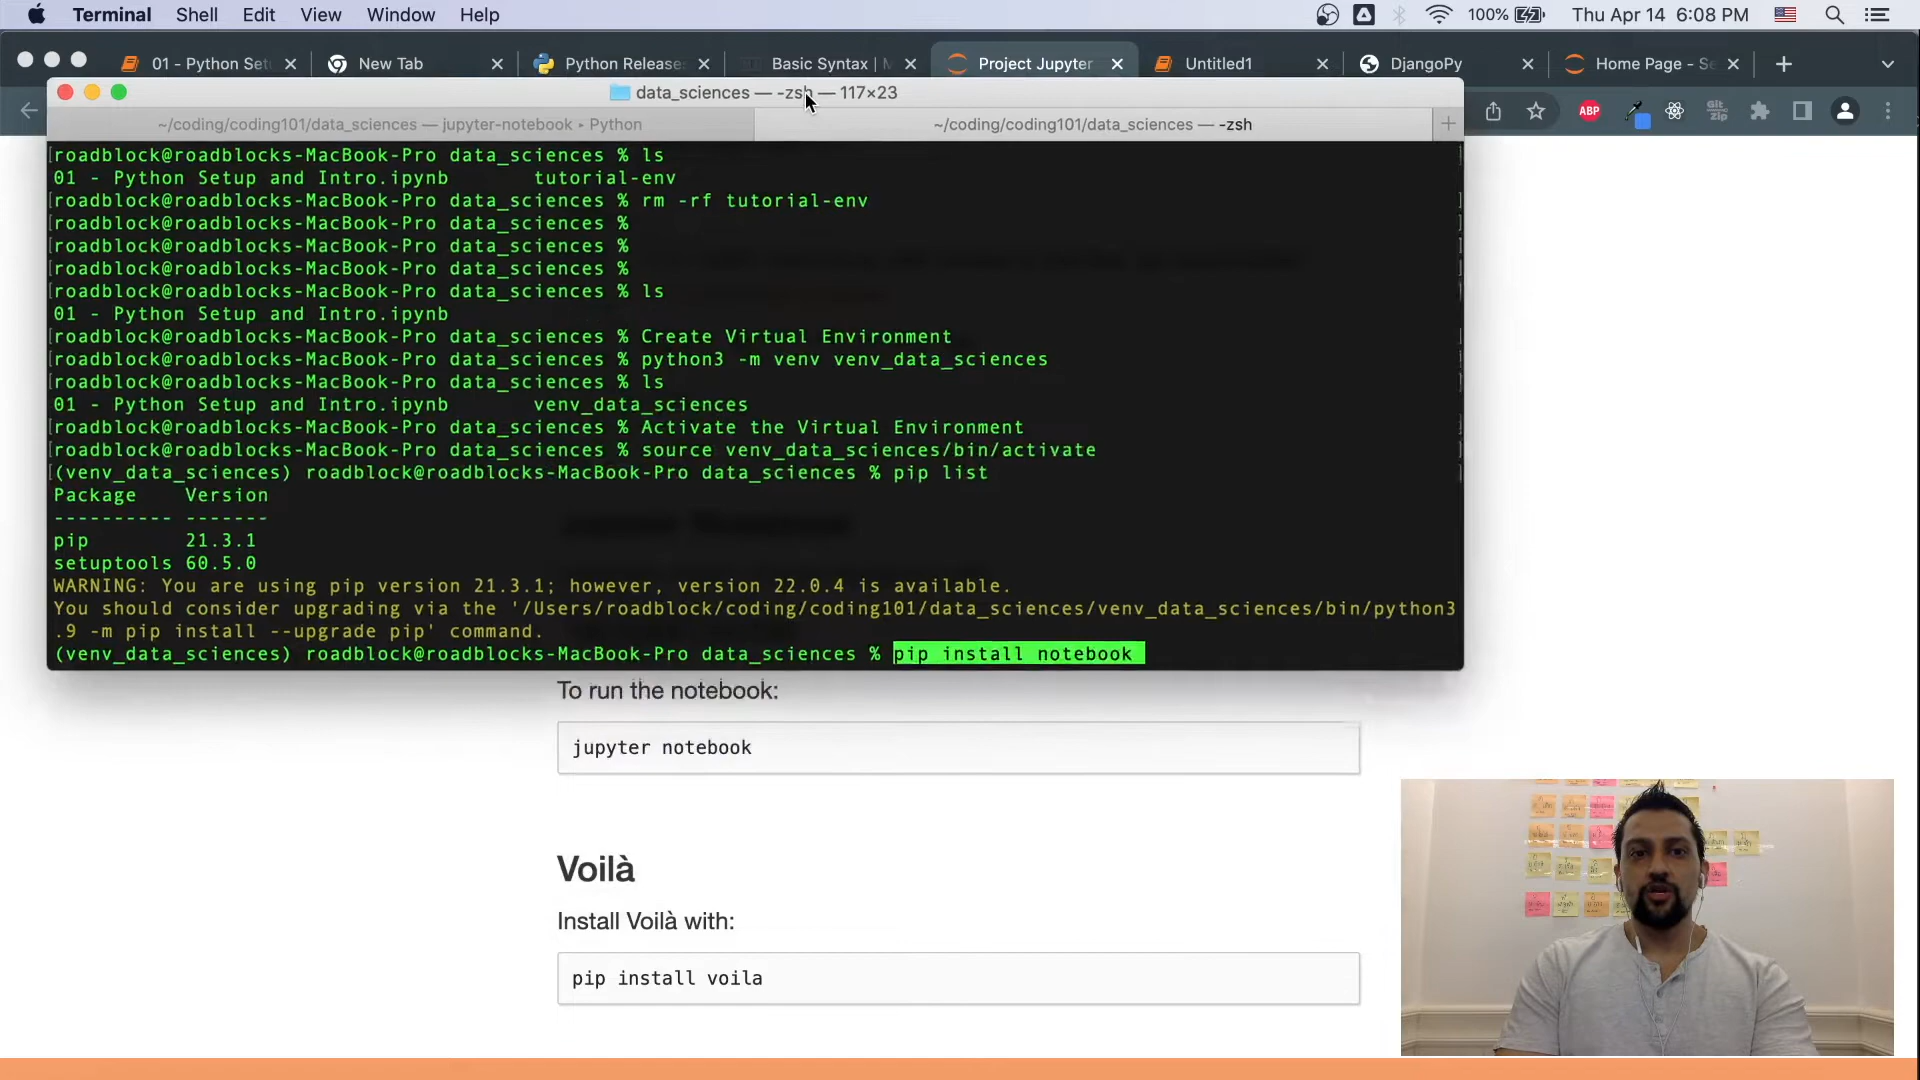 Terminal Shell Edit View Window Help 100% Thu Apr 14 6:08 PM
01 - Python Set New Tab Python Release Basic Syntax | M Project Jupyter Untitled1 DjangoPy Home Page - Se
data_sciences — -zsh — 117×23
ABP Git Zip
~/coding/coding101/data_sciences — jupyter-notebook ▸ Python ~/coding/coding101/data_sciences — -zsh
[roadblock@roadblocks-MacBook-Pro data_sciences % ls ]
01 - Python Setup and Intro.ipynb tutorial-env
[roadblock@roadblocks-MacBook-Pro data_sciences % rm -rf tutorial-env ]
[roadblock@roadblocks-MacBook-Pro data_sciences % ]
[roadblock@roadblocks-MacBook-Pro data_sciences % ]
[roadblock@roadblocks-MacBook-Pro data_sciences % ]
[roadblock@roadblocks-MacBook-Pro data_sciences % ls ]
01 - Python Setup and Intro.ipynb
[roadblock@roadblocks-MacBook-Pro data_sciences % Create Virtual Environment ]
[roadblock@roadblocks-MacBook-Pro data_sciences % python3 -m venv venv_data_sciences ]
[roadblock@roadblocks-MacBook-Pro data_sciences % ls ]
01 - Python Setup and Intro.ipynb venv_data_sciences
[roadblock@roadblocks-MacBook-Pro data_sciences % Activate the Virtual Environment ]
[roadblock@roadblocks-MacBook-Pro data_sciences % source venv_data_sciences/bin/activate ]
[(venv_data_sciences) roadblock@roadblocks-MacBook-Pro data_sciences % pip list ]
Package Version
---------- -------
pip 21.3.1
setuptools 60.5.0
WARNING: You are using pip version 21.3.1; however, version 22.0.4 is available.
You should consider upgrading via the '/Users/roadblock/coding/coding101/data_sciences/venv_data_sciences/bin/python3
.9 -m pip install --upgrade pip' command.
(venv_data_sciences) roadblock@roadblocks-MacBook-Pro data_sciences % pip install notebook
To run the notebook:
jupyter notebook
Voilà
Install Voilà with:
pip install voila